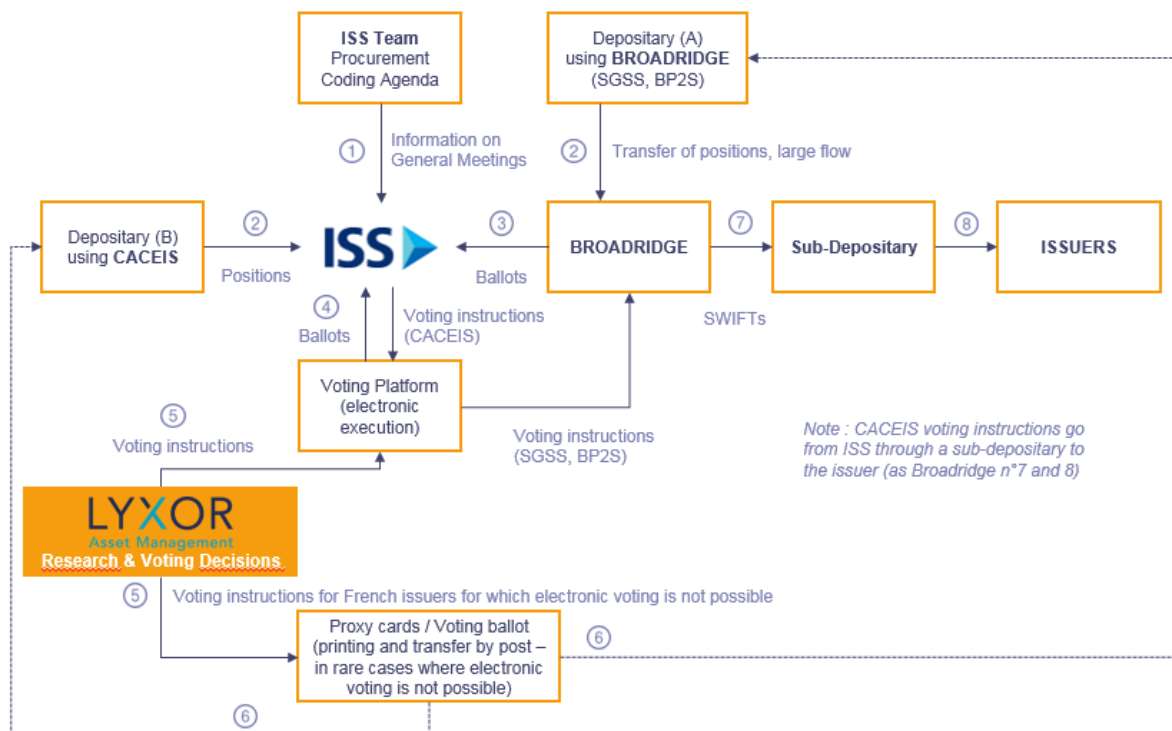 ISS Team
Procurement
Coding Agenda
Depositary (A)
using BROADRIDGE
(SGSS, BP2S)
1
Information on
General Meetings
2
Transfer of positions, large flow
Depositary (B)
using CACEIS
2
Positions
ISS
3
Ballots
BROADRIDGE
7
SWIFTs
Sub-Depositary
8
ISSUERS
4
Ballots
Voting instructions
(CACEIS)
Voting Platform
(electronic
execution)
5
Voting instructions
Voting instructions
(SGSS, BP2S)
Note : CACEIS voting instructions go
from ISS through a sub-depositary to
the issuer (as Broadridge n°7 and 8)
LYXOR
Asset Management
Research & Voting Decisions
5
Voting instructions for French issuers for which electronic voting is not possible
Proxy cards / Voting ballot
(printing and transfer by post –
in rare cases where electronic
voting is not possible)
6
6